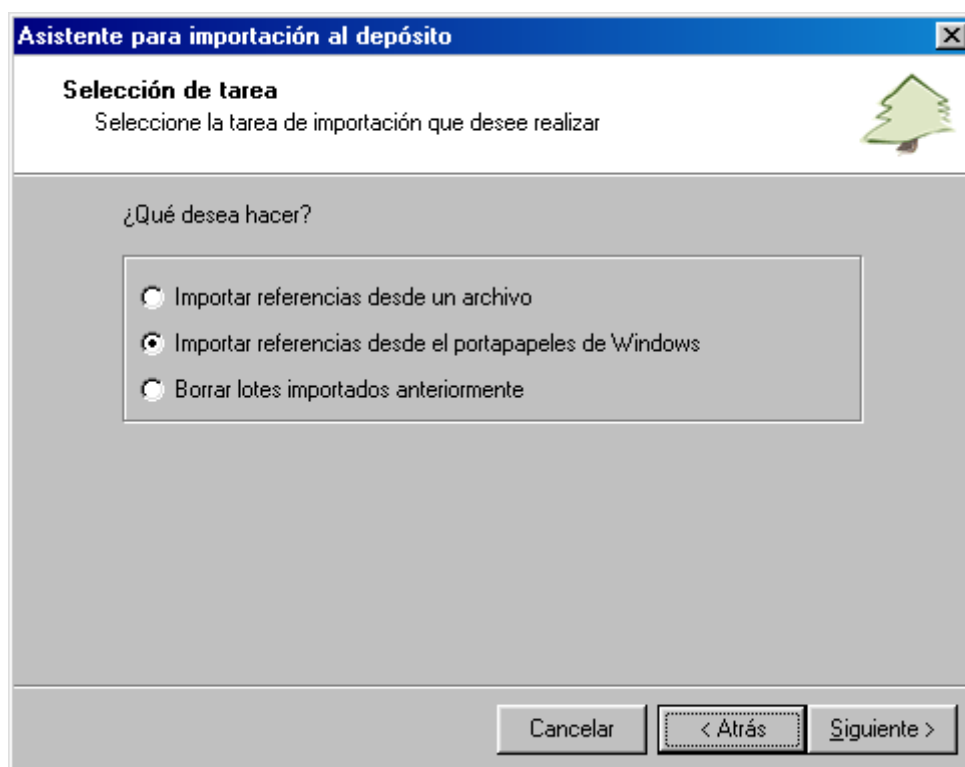 Asistente para importación al depósito
Selección de tarea
Seleccione la tarea de importación que desee realizar
¿Qué desea hacer?
Importar referencias desde un archivo
Importar referencias desde el portapapeles de Windows
Borrar lotes importados anteriormente
Cancelar
< Atrás
Siguiente >